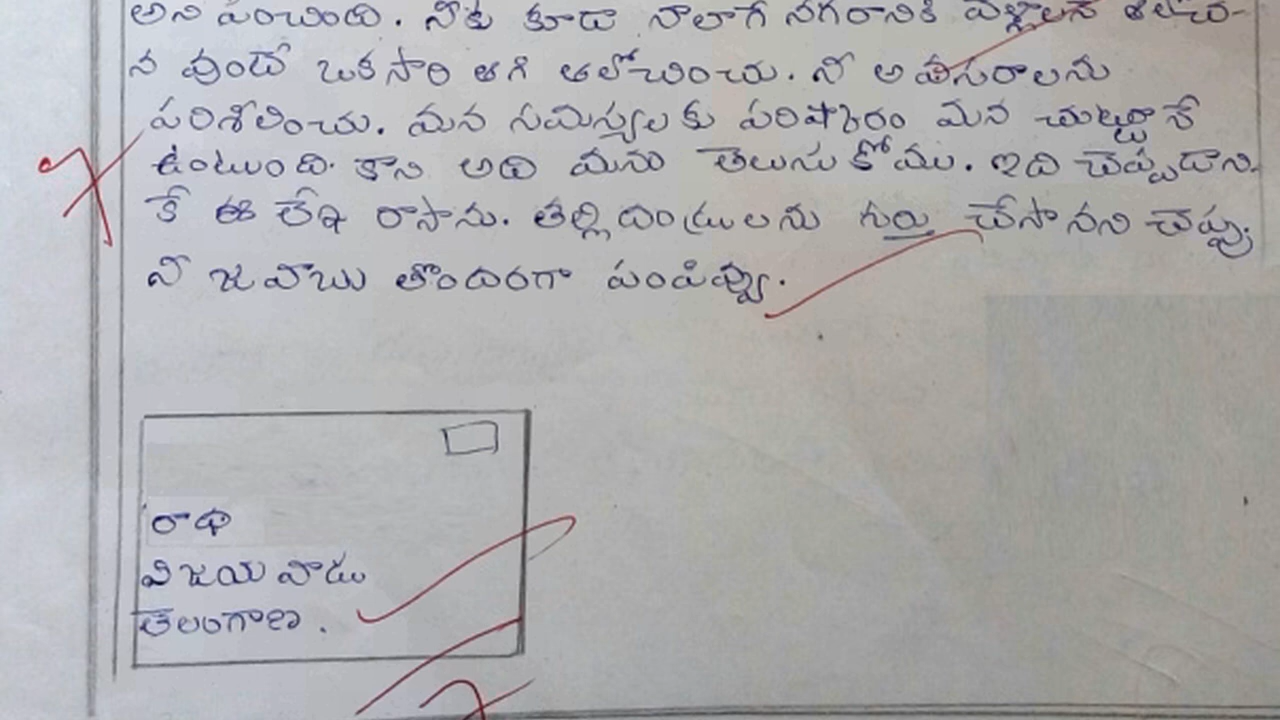 అని పించింది. నీకు కూడా నాలాగే నగరానికి వెళ్లాలనే ఆలోచ-
న వుంటే ఒకసారి ఆగి ఆలోచించు. నీ అవసరాలను
పరిశీలించు. మన సమస్యలకు పరిష్కారం మన చుట్టూనే
ఉంటుంది. కాని అది మనం తెలుసుకోము. ఇది చెప్పడాని
కే ఈ లేఖ రాసాను. తల్లిదండ్రులను గుర్తు చేసానని చెప్పు.
నీ జవాబు తొందరగా పంపివ్వు.
రాధ
విజయవాడ
తెలంగాణ.